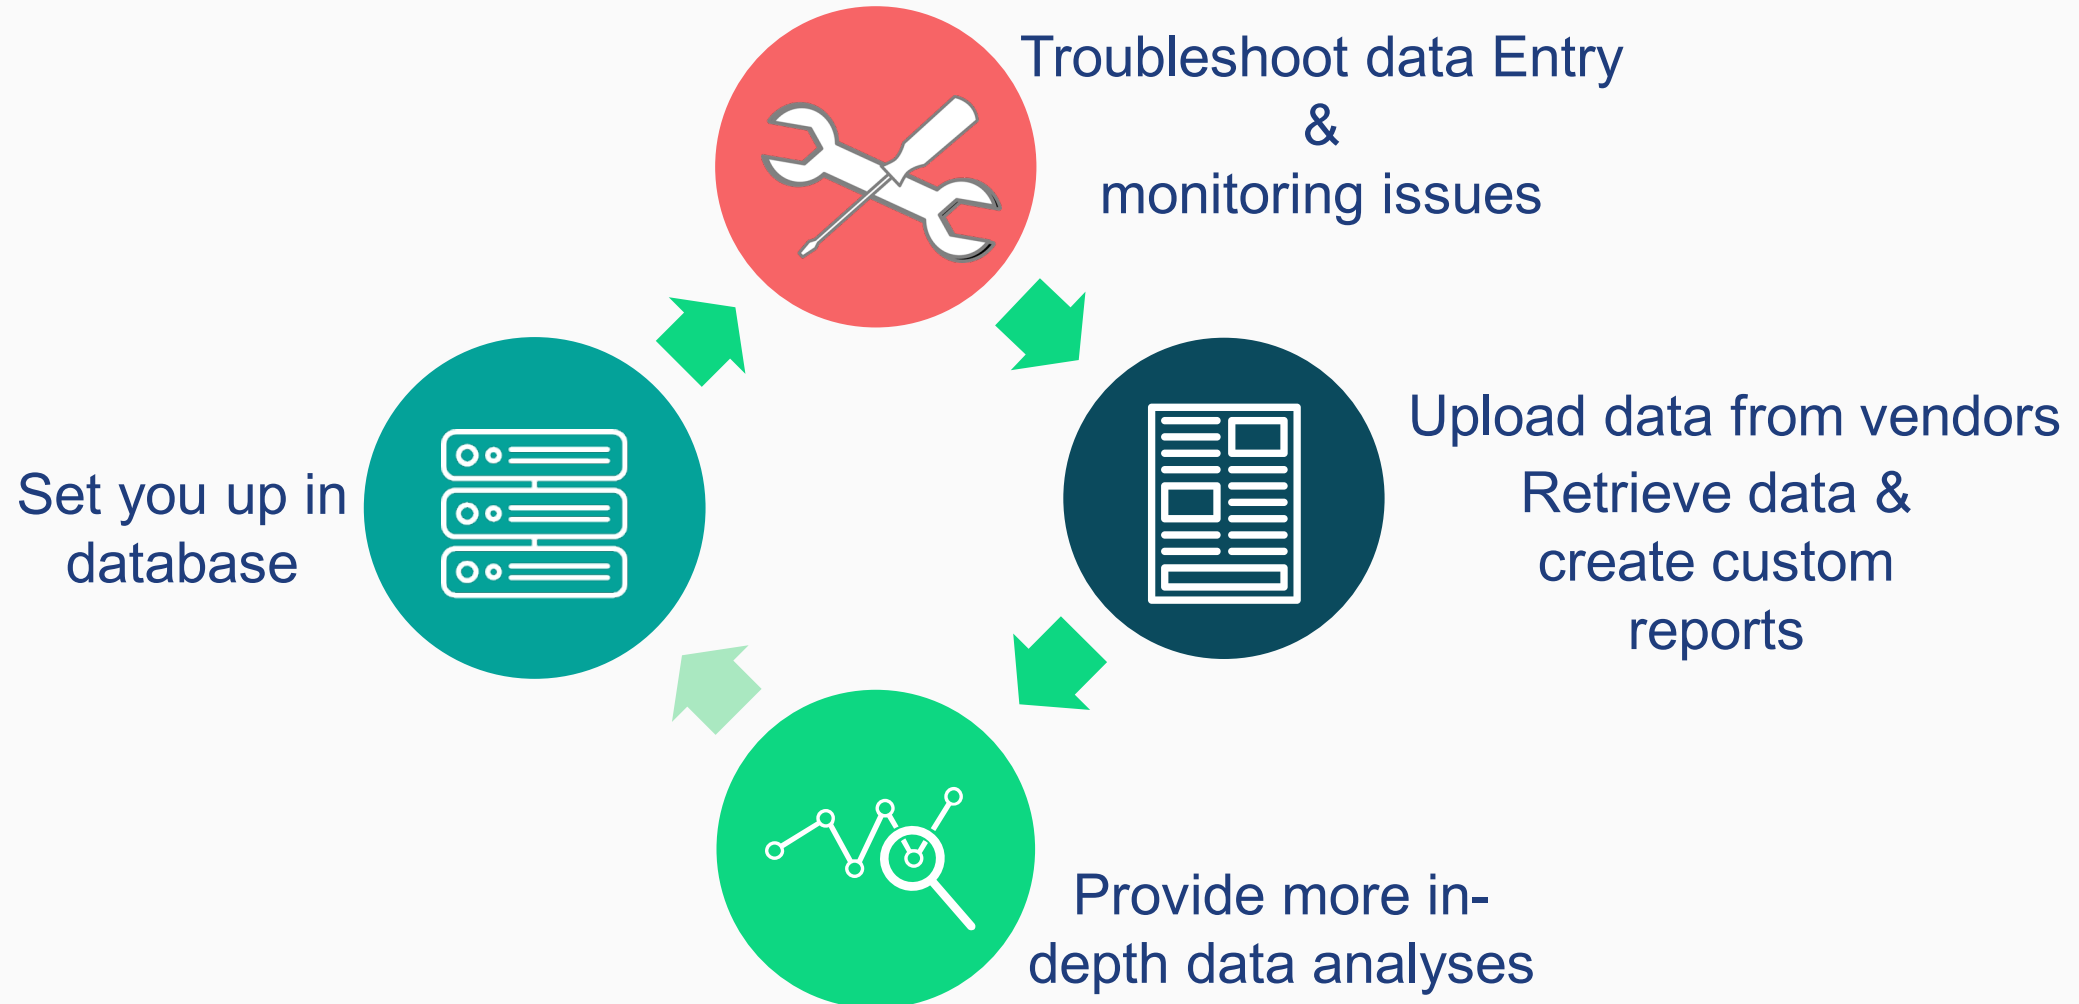 Troubleshoot data Entry
&
monitoring issues
Upload data from vendors
Retrieve data &
create custom
reports
Provide more in-
depth data analyses
Set you up in
database